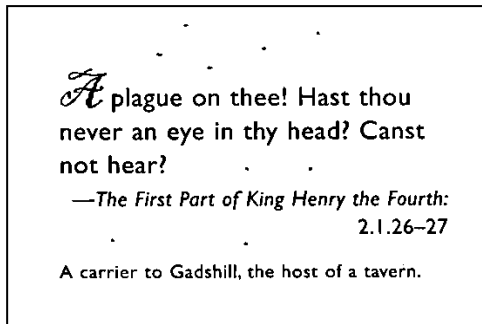 A plague on thee! Hast thou
never an eye in thy head? Canst
not hear?
—The First Part of King Henry the Fourth:
2.1.26–27
A carrier to Gadshill, the host of a tavern.